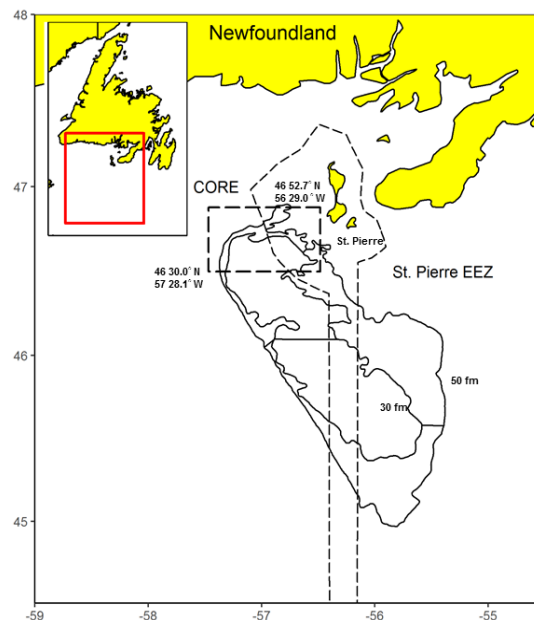 48
Newfoundland
47
CORE
46 52.7' N
56 29.0' W
St. Pierre
St. Pierre EEZ
46 30.0' N
57 28.1' W
46
50 fm
30 fm
45
-59
-58
-57
-56
-55